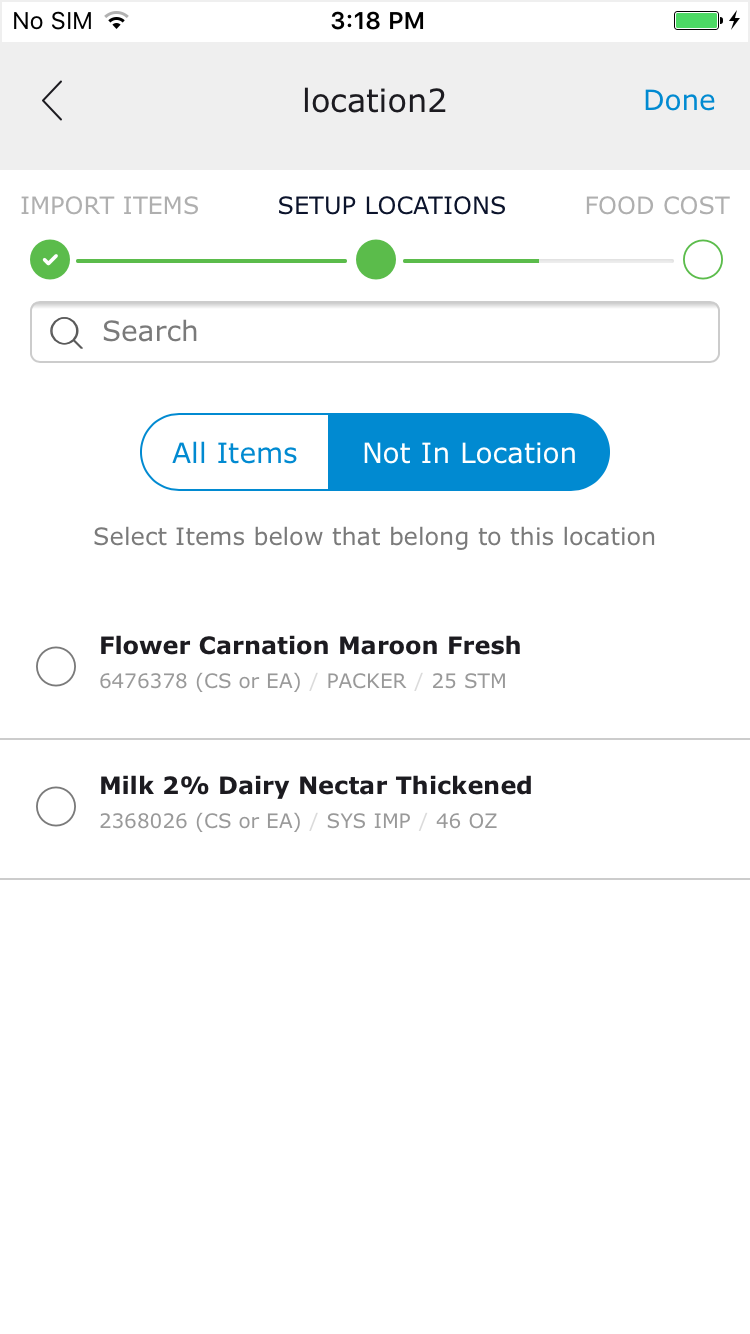 No SIM 3:18 PM
location2 Done
IMPORT ITEMS SETUP LOCATIONS FOOD COST
Search
All Items Not In Location
Select Items below that belong to this location
Flower Carnation Maroon Fresh
6476378 (CS or EA) / PACKER / 25 STM
Milk 2% Dairy Nectar Thickened
2368026 (CS or EA) / SYS IMP / 46 OZ